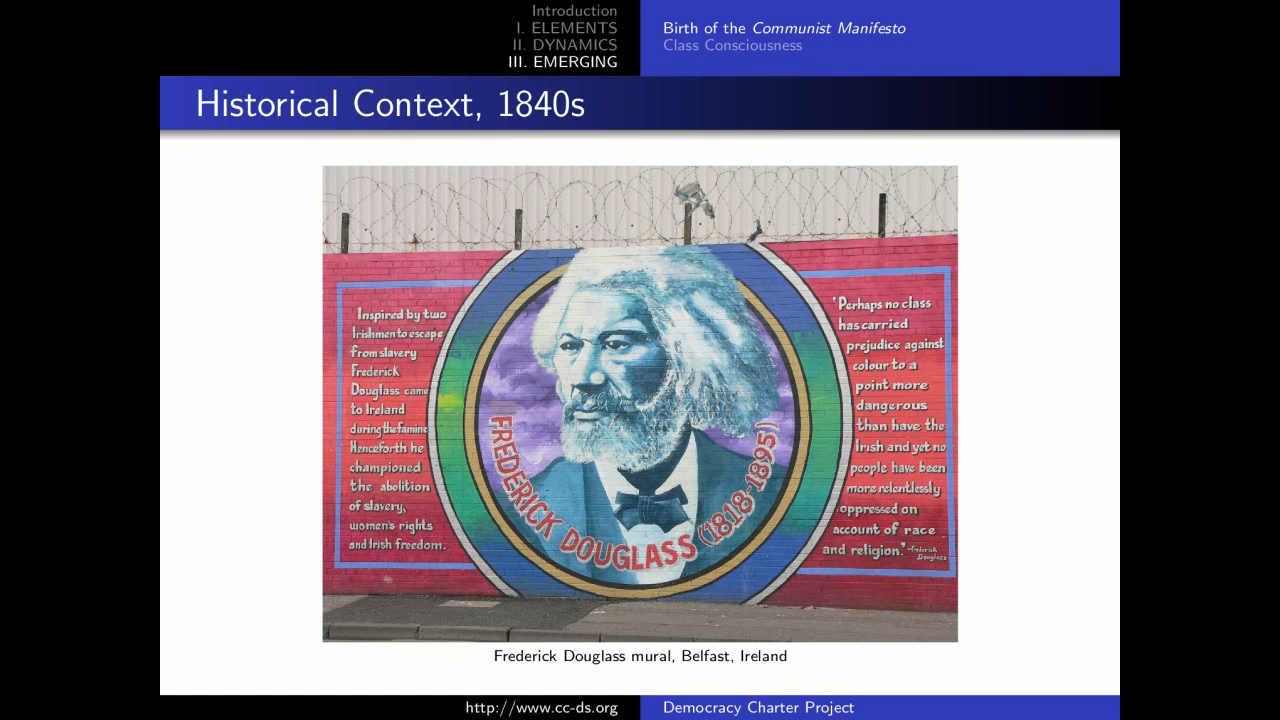 Introduction
I. ELEMENTS
II. DYNAMICS
III. EMERGING
Birth of the Communist Manifesto
Class Consciousness
Historical Context, 1840s
Inspired by two
Irishmen to escape
from slavery
Frederick
Douglass came
to Ireland
during the famine
Henceforth he
championed
the abolition
of slavery,
women's rights
and Irish freedom.
FREDERICK DOUGLASS (1818-1895)
'Perhaps no class
has carried
prejudice against
colour to a
point more
dangerous
than have the
Irish and yet no
people have been
more relentlessly
oppressed on
account of race
and religion.' -Frederick
Douglass
Frederick Douglass mural, Belfast, Ireland
http://www.cc-ds.org
Democracy Charter Project